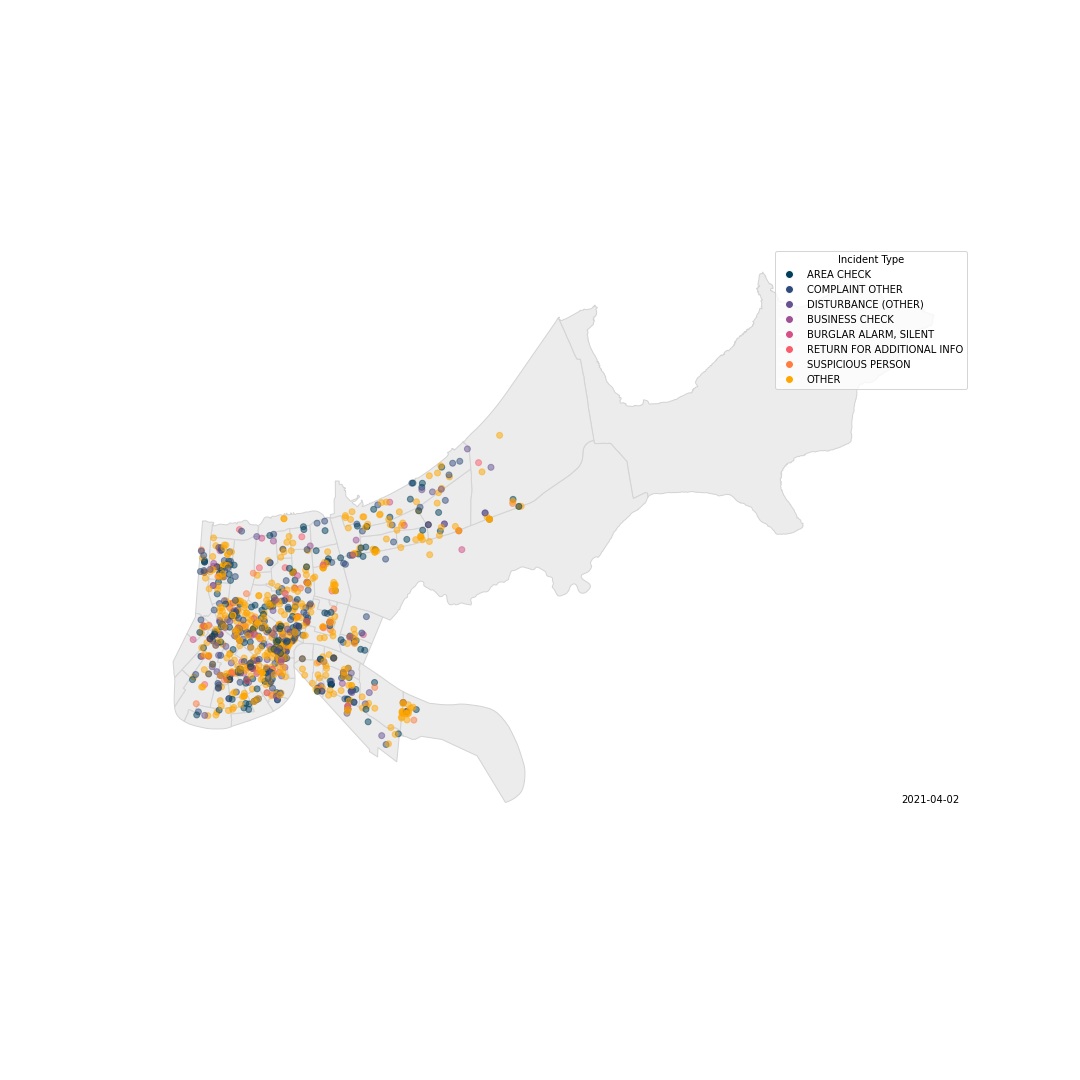 Incident Type
AREA CHECK
COMPLAINT OTHER
DISTURBANCE (OTHER)
BUSINESS CHECK
BURGLAR ALARM, SILENT
RETURN FOR ADDITIONAL INFO
SUSPICIOUS PERSON
OTHER
2021-04-02